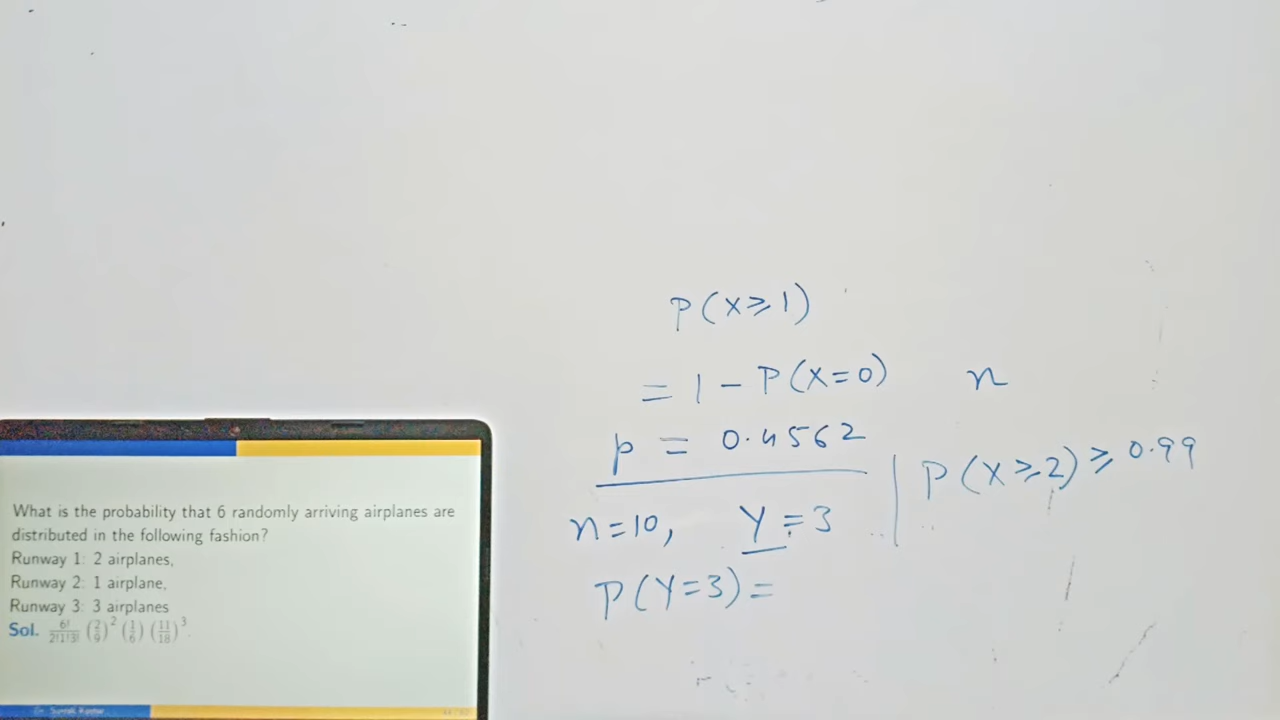 P(X≥1)
= 1 - P(X=0)
n
p = 0.4562
P(X≥2) ≥ 0.99
n=10, Y=3
P(Y=3)=
What is the probability that 6 randomly arriving airplanes are
distributed in the following fashion?
Runway 1: 2 airplanes,
Runway 2: 1 airplane,
Runway 3: 3 airplanes
Sol. 6!/2!1!3! (2/9)² (1/6) (11/18)³.